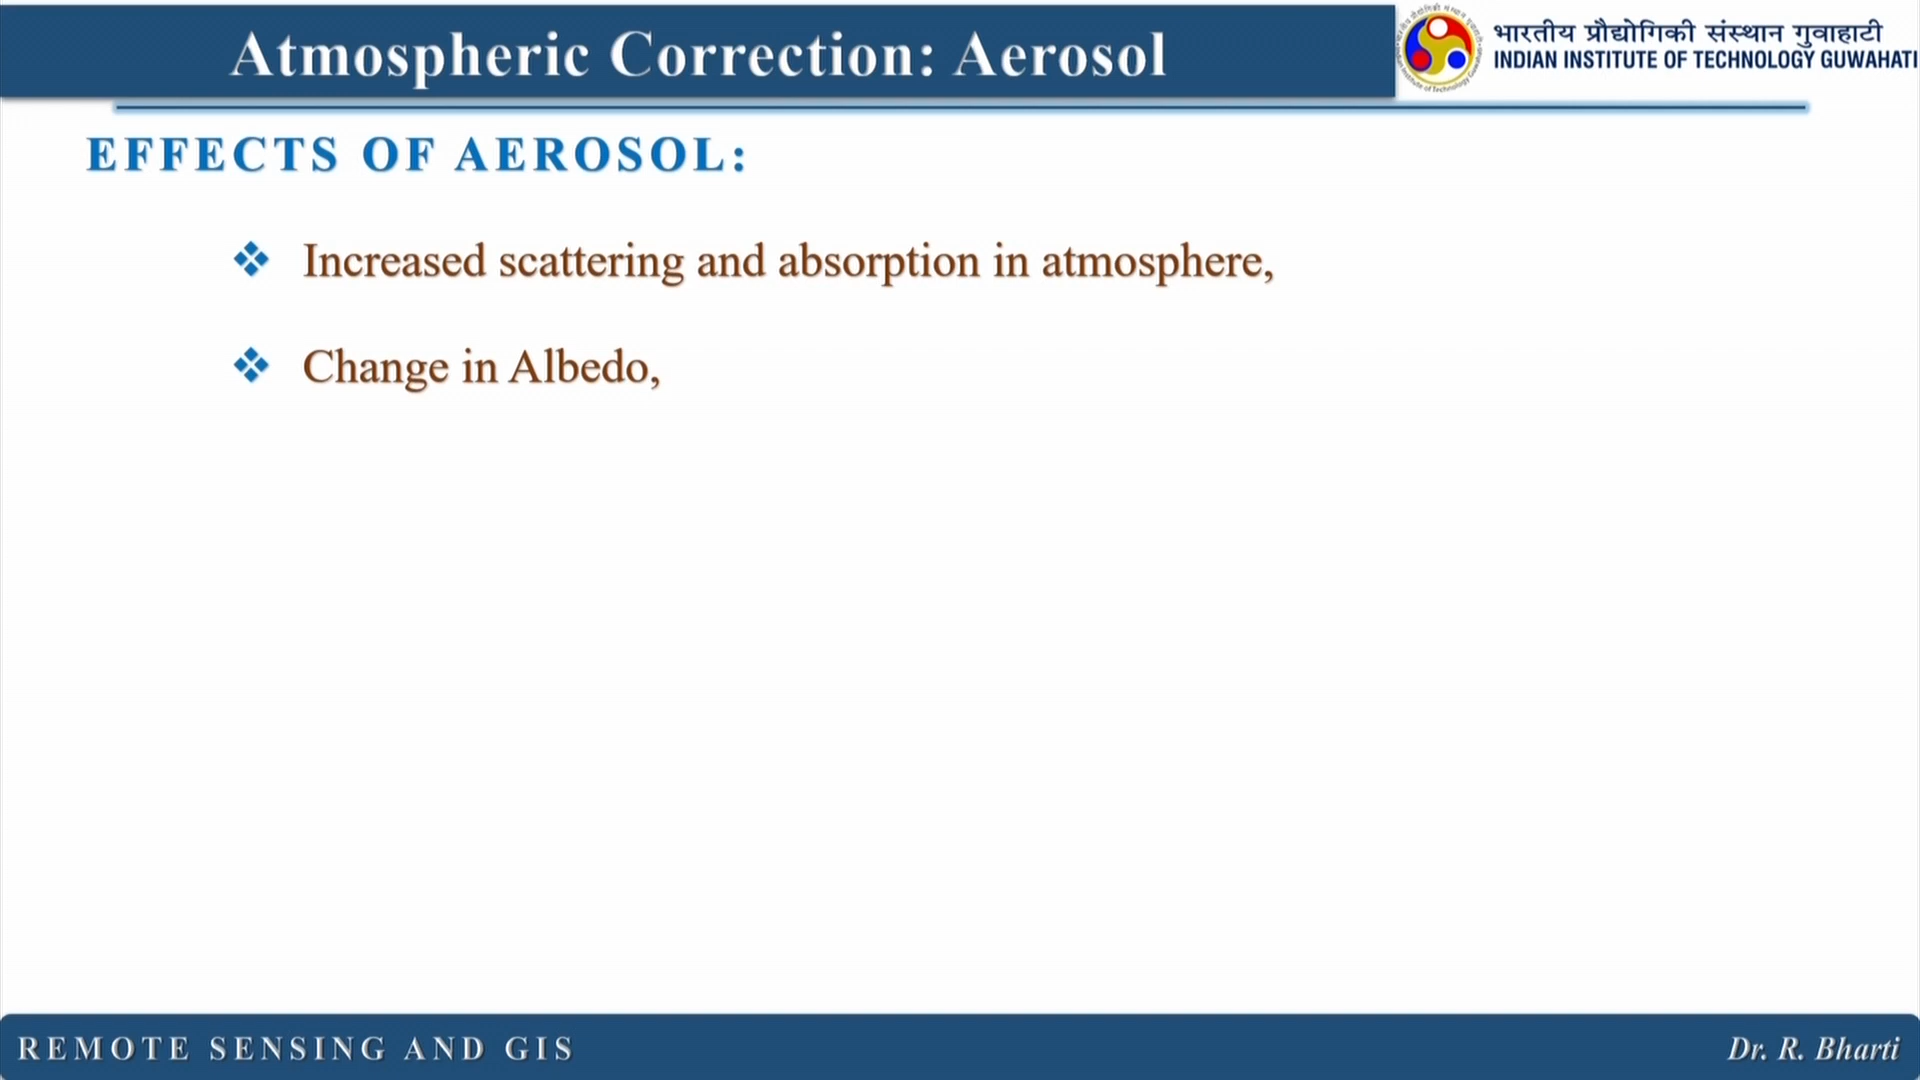 Atmospheric Correction: Aerosol
भारतीय प्रौद्योगिकी संस्थान गुवाहाटी
INDIAN INSTITUTE OF TECHNOLOGY GUWAHATI
EFFECTS OF AEROSOL:
Increased scattering and absorption in atmosphere,
Change in Albedo,
REMOTE SENSING AND GIS
Dr. R. Bharti